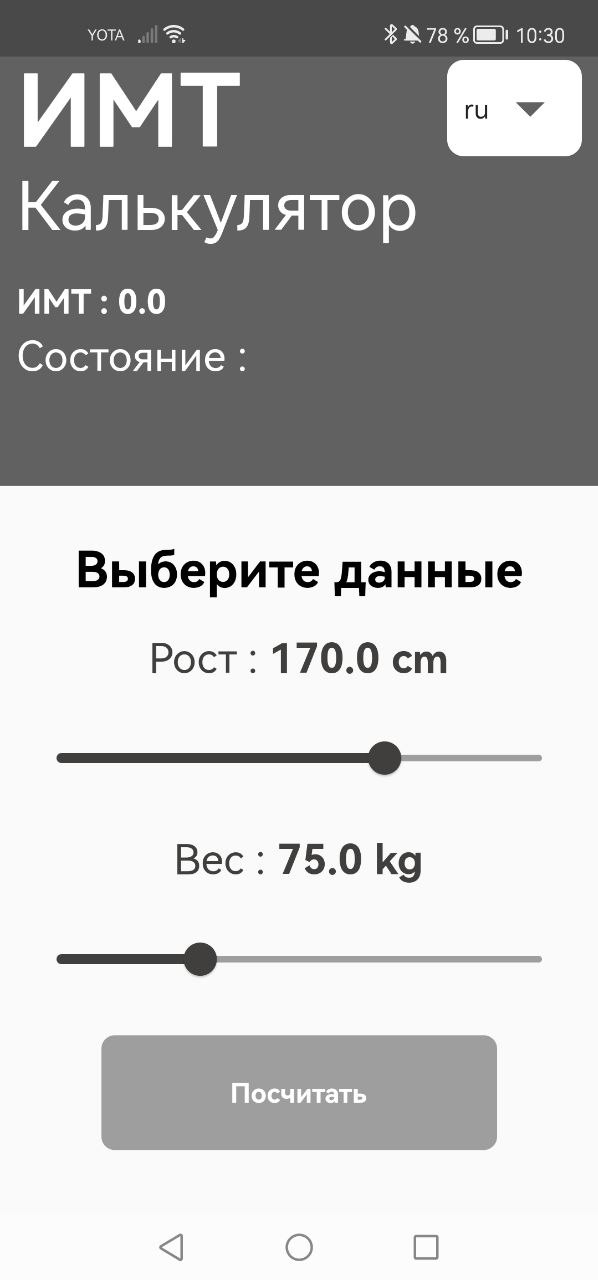 YOTA 78 % 10:30
ИМТ
ru
Калькулятор
ИМТ : 0.0
Состояние :
Выберите данные
Рост : 170.0 cm
Вес : 75.0 kg
Посчитать